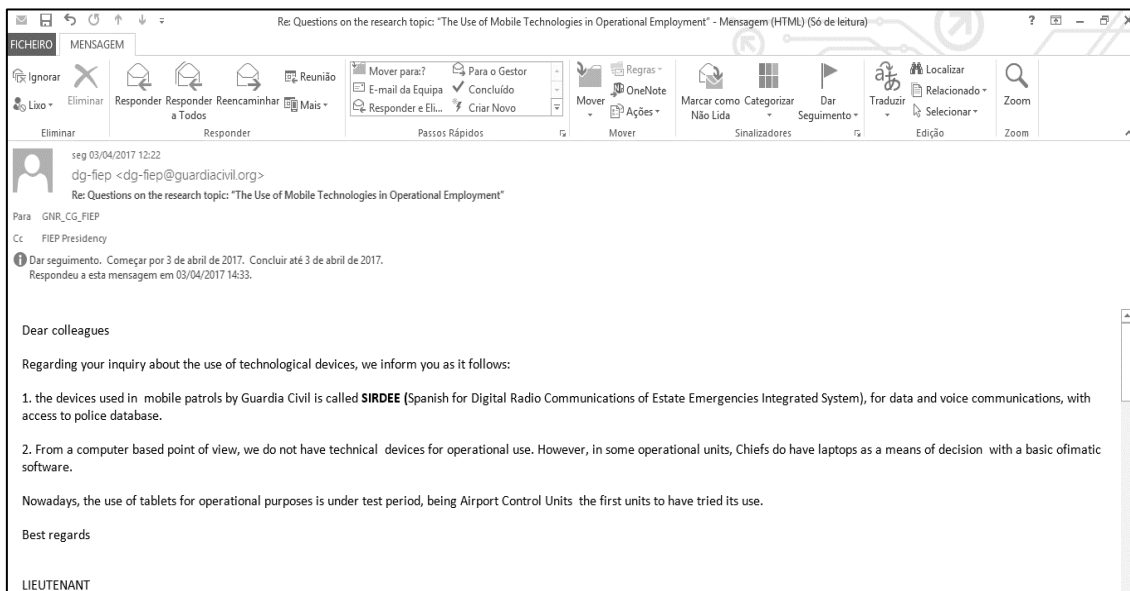 Re: Questions on the research topic: "The Use of Mobile Technologies in Operational Employment" - Mensagem (HTML) (Só de leitura)
FICHEIRO MENSAGEM
Ignorar
Lixo
Eliminar
Eliminar
Responder
Responder a Todos
Reencaminhar
Reunião
Mais
Responder
Mover para:?
E-mail da Equipa
Responder e Eli...
Para o Gestor
Concluído
Criar Novo
Passos Rápidos
Mover
Regras
OneNote
Ações
Mover
Marcar como Não Lida
Categorizar
Dar Seguimento
Sinalizadores
Traduzir
Localizar
Relacionado
Selecionar
Edição
Zoom
Zoom
seg 03/04/2017 12:22
dg-fiep <dg-fiep@guardiacivil.org>
Re: Questions on the research topic: "The Use of Mobile Technologies in Operational Employment"
Para GNR_CG_FIEP
Cc FIEP Presidency
Dar seguimento. Começar por 3 de abril de 2017. Concluir até 3 de abril de 2017.
Respondeu a esta mensagem em 03/04/2017 14:33.
Dear colleagues
Regarding your inquiry about the use of technological devices, we inform you as it follows:
1. the devices used in mobile patrols by Guardia Civil is called SIRDEE (Spanish for Digital Radio Communications of Estate Emergencies Integrated System), for data and voice communications, with
access to police database.
2. From a computer based point of view, we do not have technical devices for operational use. However, in some operational units, Chiefs do have laptops as a means of decision with a basic ofimatic
software.
Nowadays, the use of tablets for operational purposes is under test period, being Airport Control Units the first units to have tried its use.
Best regards
LIEUTENANT